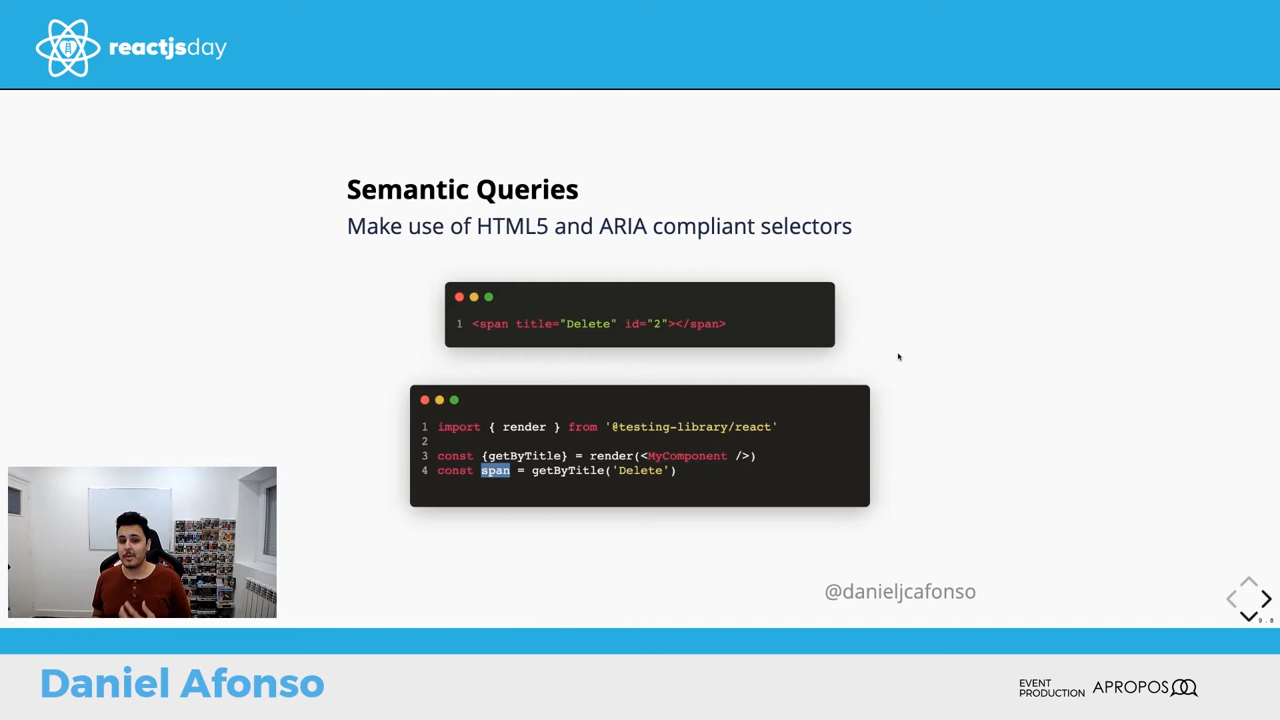 reactjsday
Semantic Queries
Make use of HTML5 and ARIA compliant selectors
1 <span title="Delete" id="2"></span>
1 import { render } from '@testing-library/react'
2
3 const {getByTitle} = render(<MyComponent />)
4 const span = getByTitle('Delete')
@danieljcafonso
9.0
Daniel Afonso
EVENT
PRODUCTION
APROPOS